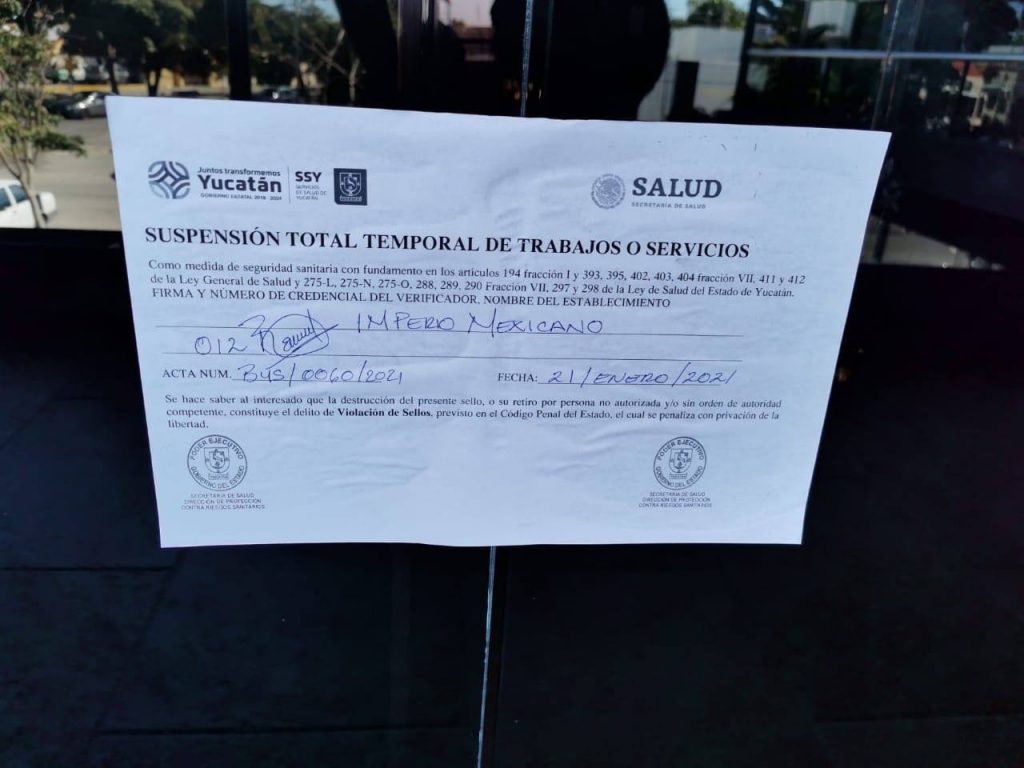 Juntos transformemos
Yucatán
GOBIERNO ESTATAL 2018 - 2024
SSY
SERVICIOS
DE SALUD DE
YUCATÁN
SALUD
SECRETARÍA DE SALUD
SUSPENSIÓN TOTAL TEMPORAL DE TRABAJOS O SERVICIOS
Como medida de seguridad sanitaria con fundamento en los artículos 194 fracción I y 393, 395, 402, 403, 404 fracción VII, 411 y 412
de la Ley General de Salud y 275-L, 275-N, 275-O, 288, 289, 290 Fracción VII, 297 y 298 de la Ley de Salud del Estado de Yucatán.
FIRMA Y NÚMERO DE CREDENCIAL DEL VERIFICADOR, NOMBRE DEL ESTABLECIMIENTO
012 IMPERIO MEXICANO
ACTA NUM. BYS/0060/2021 FECHA: 21/ENERO/2021
Se hace saber al interesado que la destrucción del presente sello, o su retiro por persona no autorizada y/o sin orden de autoridad
competente, constituye el delito de Violación de Sellos, previsto en el Código Penal del Estado, el cual se penaliza con privación de la
libertad.
PODER EJECUTIVO
GOBIERNO DEL ESTADO
SECRETARÍA DE SALUD
DIRECCIÓN DE PROTECCIÓN
CONTRA RIESGOS SANITARIOS
PODER EJECUTIVO
GOBIERNO DEL ESTADO
SECRETARÍA DE SALUD
DIRECCIÓN DE PROTECCIÓN
CONTRA RIESGOS SANITARIOS